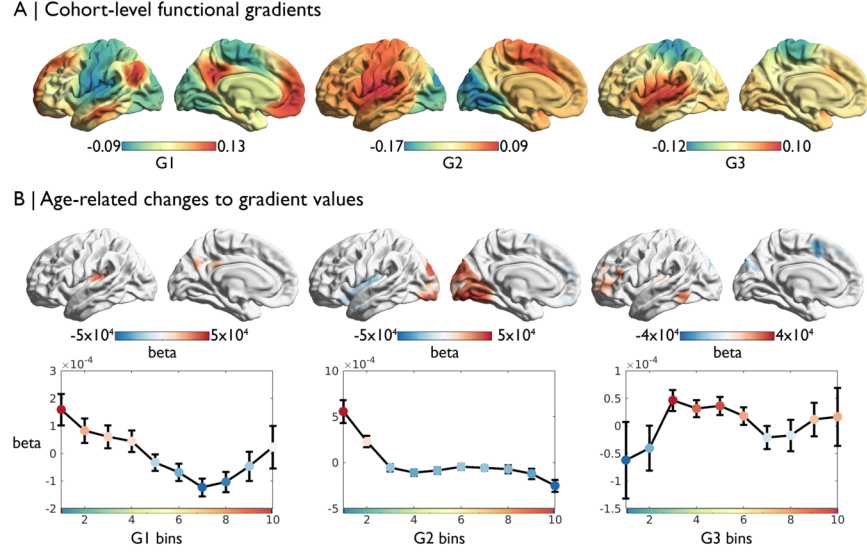 A | Cohort-level functional gradients
-0.09 0.13
G1
-0.17 0.09
G2
-0.12 0.10
G3
B | Age-related changes to gradient values
-5x10⁴ 5x10⁴
beta
-5x10⁴ 5x10⁴
beta
-4x10⁴ 4x10⁴
beta
×10⁻⁴
3
2
1
0
-1
-2
beta
2 4 6 8 10
G1 bins
×10⁻⁴
10
5
0
-5
2 4 6 8 10
G2 bins
×10⁻⁴
1
0.5
0
-0.5
-1
-1.5
2 4 6 8 10
G3 bins